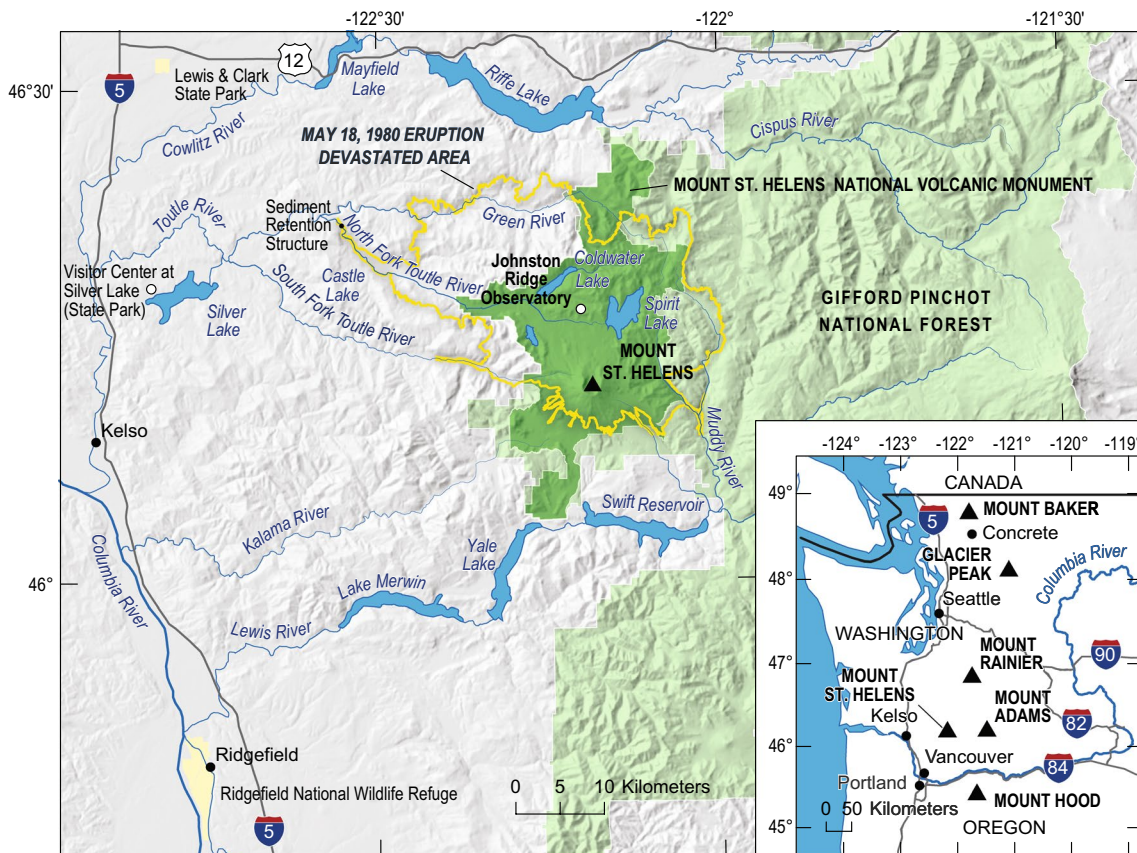 -122°30'
-122°
-121°30'
46°30'
46°
5
12
Lewis & Clark
State Park
Mayfield
Lake
Riffe Lake
Cispus River
Cowlitz River
MAY 18, 1980 ERUPTION
DEVASTATED AREA
MOUNT ST. HELENS NATIONAL VOLCANIC MONUMENT
Toutle River
Sediment
Retention
Structure
Green River
North Fork Toutle River
Johnston
Ridge
Observatory
Coldwater
Lake
Visitor Center at
Silver Lake
(State Park)
Silver
Lake
Castle
Lake
South Fork Toutle River
Spirit
Lake
GIFFORD PINCHOT
NATIONAL FOREST
MOUNT
ST. HELENS
Kelso
Muddy River
Swift Reservoir
Kalama River
Yale
Lake
Columbia River
Lake Merwin
Lewis River
Ridgefield
Ridgefield National Wildlife Refuge
5
0 5 10 Kilometers
-124°
-123°
-122°
-121°
-120°
-119°
49°
48°
47°
46°
45°
CANADA
5
MOUNT BAKER
Concrete
GLACIER
PEAK
Columbia River
Seattle
WASHINGTON
90
MOUNT
RAINIER
MOUNT
ST. HELENS
MOUNT
ADAMS
Kelso
82
Vancouver
84
Portland
0 50 Kilometers
MOUNT HOOD
OREGON